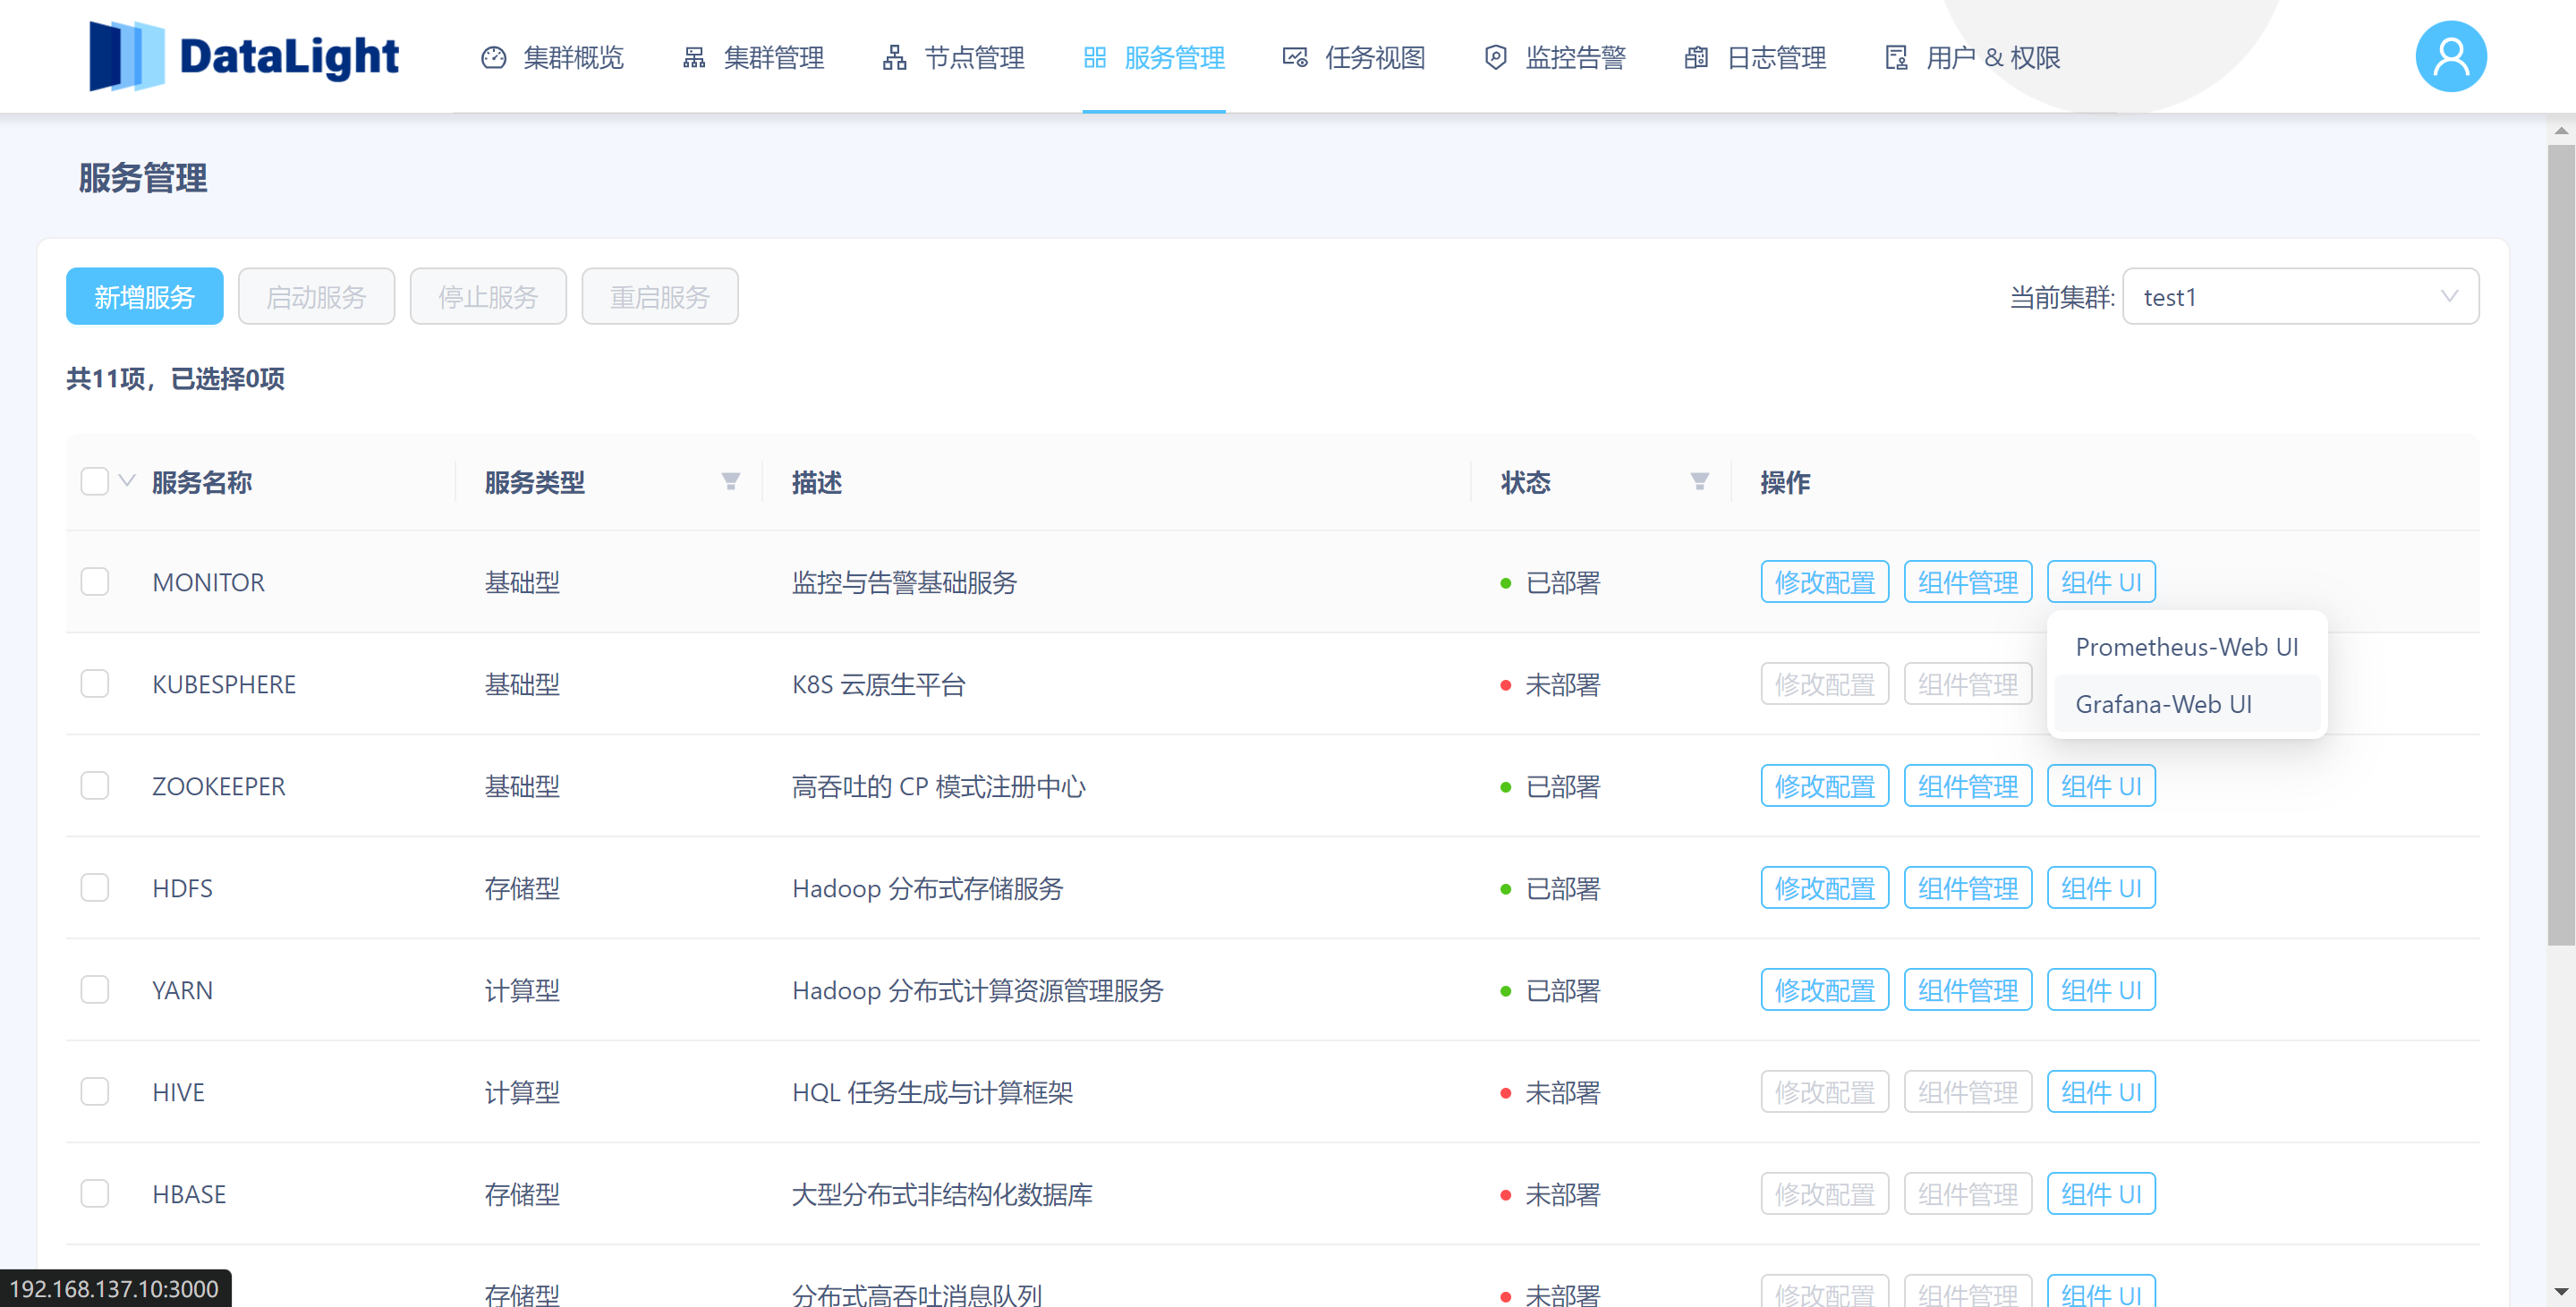 DataLight
集群概览
集群管理
节点管理
服务管理
任务视图
监控告警
日志管理
用户 & 权限
服务管理
新增服务
启动服务
停止服务
重启服务
当前集群:
test1
共11项，已选择0项
服务名称
服务类型
描述
状态
操作
MONITOR
基础型
监控与告警基础服务
已部署
修改配置
组件管理
组件 UI
Prometheus-Web UI
Grafana-Web UI
KUBESPHERE
基础型
K8S 云原生平台
未部署
修改配置
组件管理
ZOOKEEPER
基础型
高吞吐的 CP 模式注册中心
已部署
修改配置
组件管理
组件 UI
HDFS
存储型
Hadoop 分布式存储服务
已部署
修改配置
组件管理
组件 UI
YARN
计算型
Hadoop 分布式计算资源管理服务
已部署
修改配置
组件管理
组件 UI
HIVE
计算型
HQL 任务生成与计算框架
未部署
修改配置
组件管理
组件 UI
HBASE
存储型
大型分布式非结构化数据库
未部署
修改配置
组件管理
组件 UI
存储型
分布式高吞吐消息队列
未部署
修改配置
组件管理
组件 UI
192.168.137.10:3000